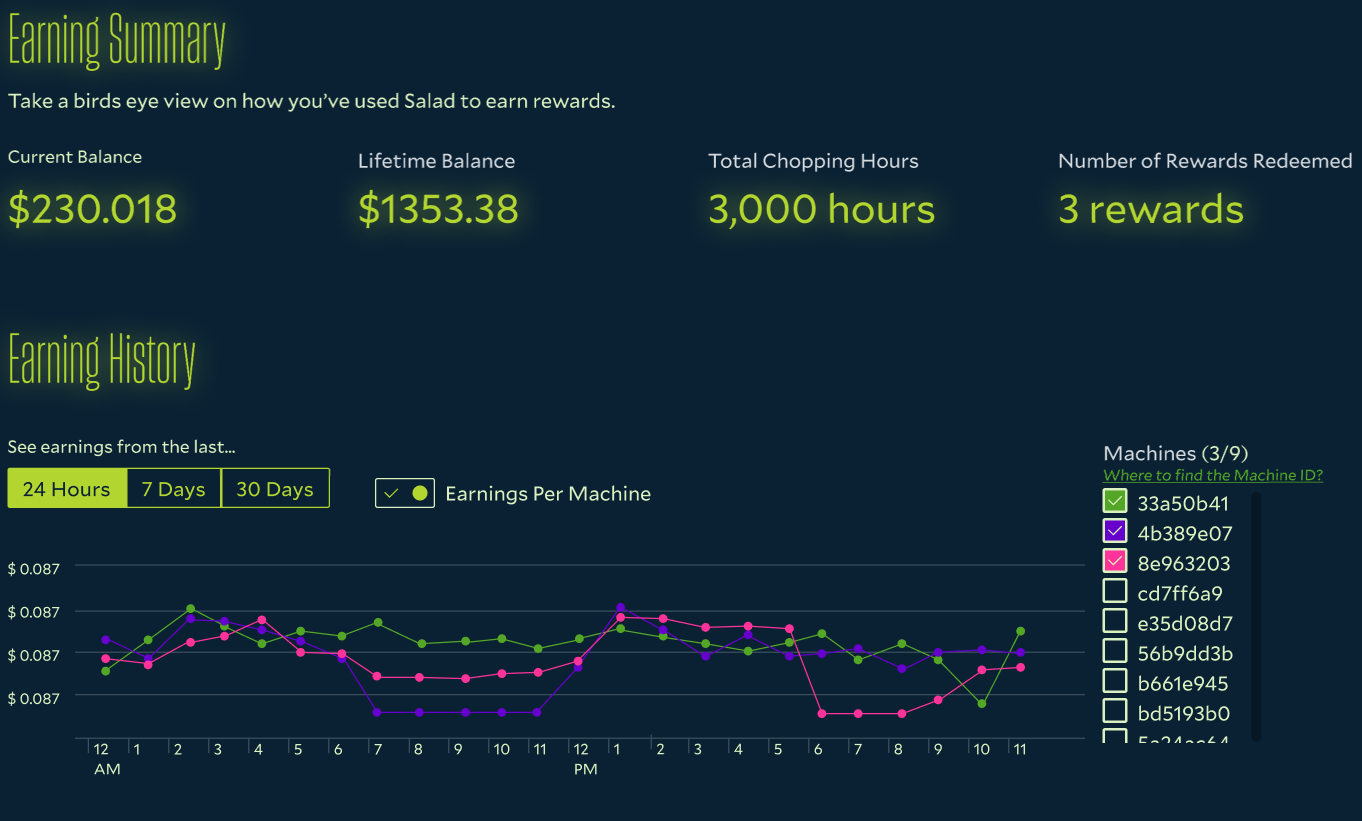 Earning Summary
Take a birds eye view on how you’ve used Salad to earn rewards.
Current Balance
$230.018
Lifetime Balance
$1353.38
Total Chopping Hours
3,000 hours
Number of Rewards Redeemed
3 rewards
Earning History
See earnings from the last...
24 Hours 7 Days 30 Days
Earnings Per Machine
Machines (3/9)
Where to find the Machine ID?
33a50b41
4b389e07
8e963203
cd7ff6a9
e35d08d7
56b9dd3b
b661e945
bd5193b0
$ 0.087
$ 0.087
$ 0.087
$ 0.087
12 1 2 3 4 5 6 7 8 9 10 11 12 1 2 3 4 5 6 7 8 9 10 11
AM PM